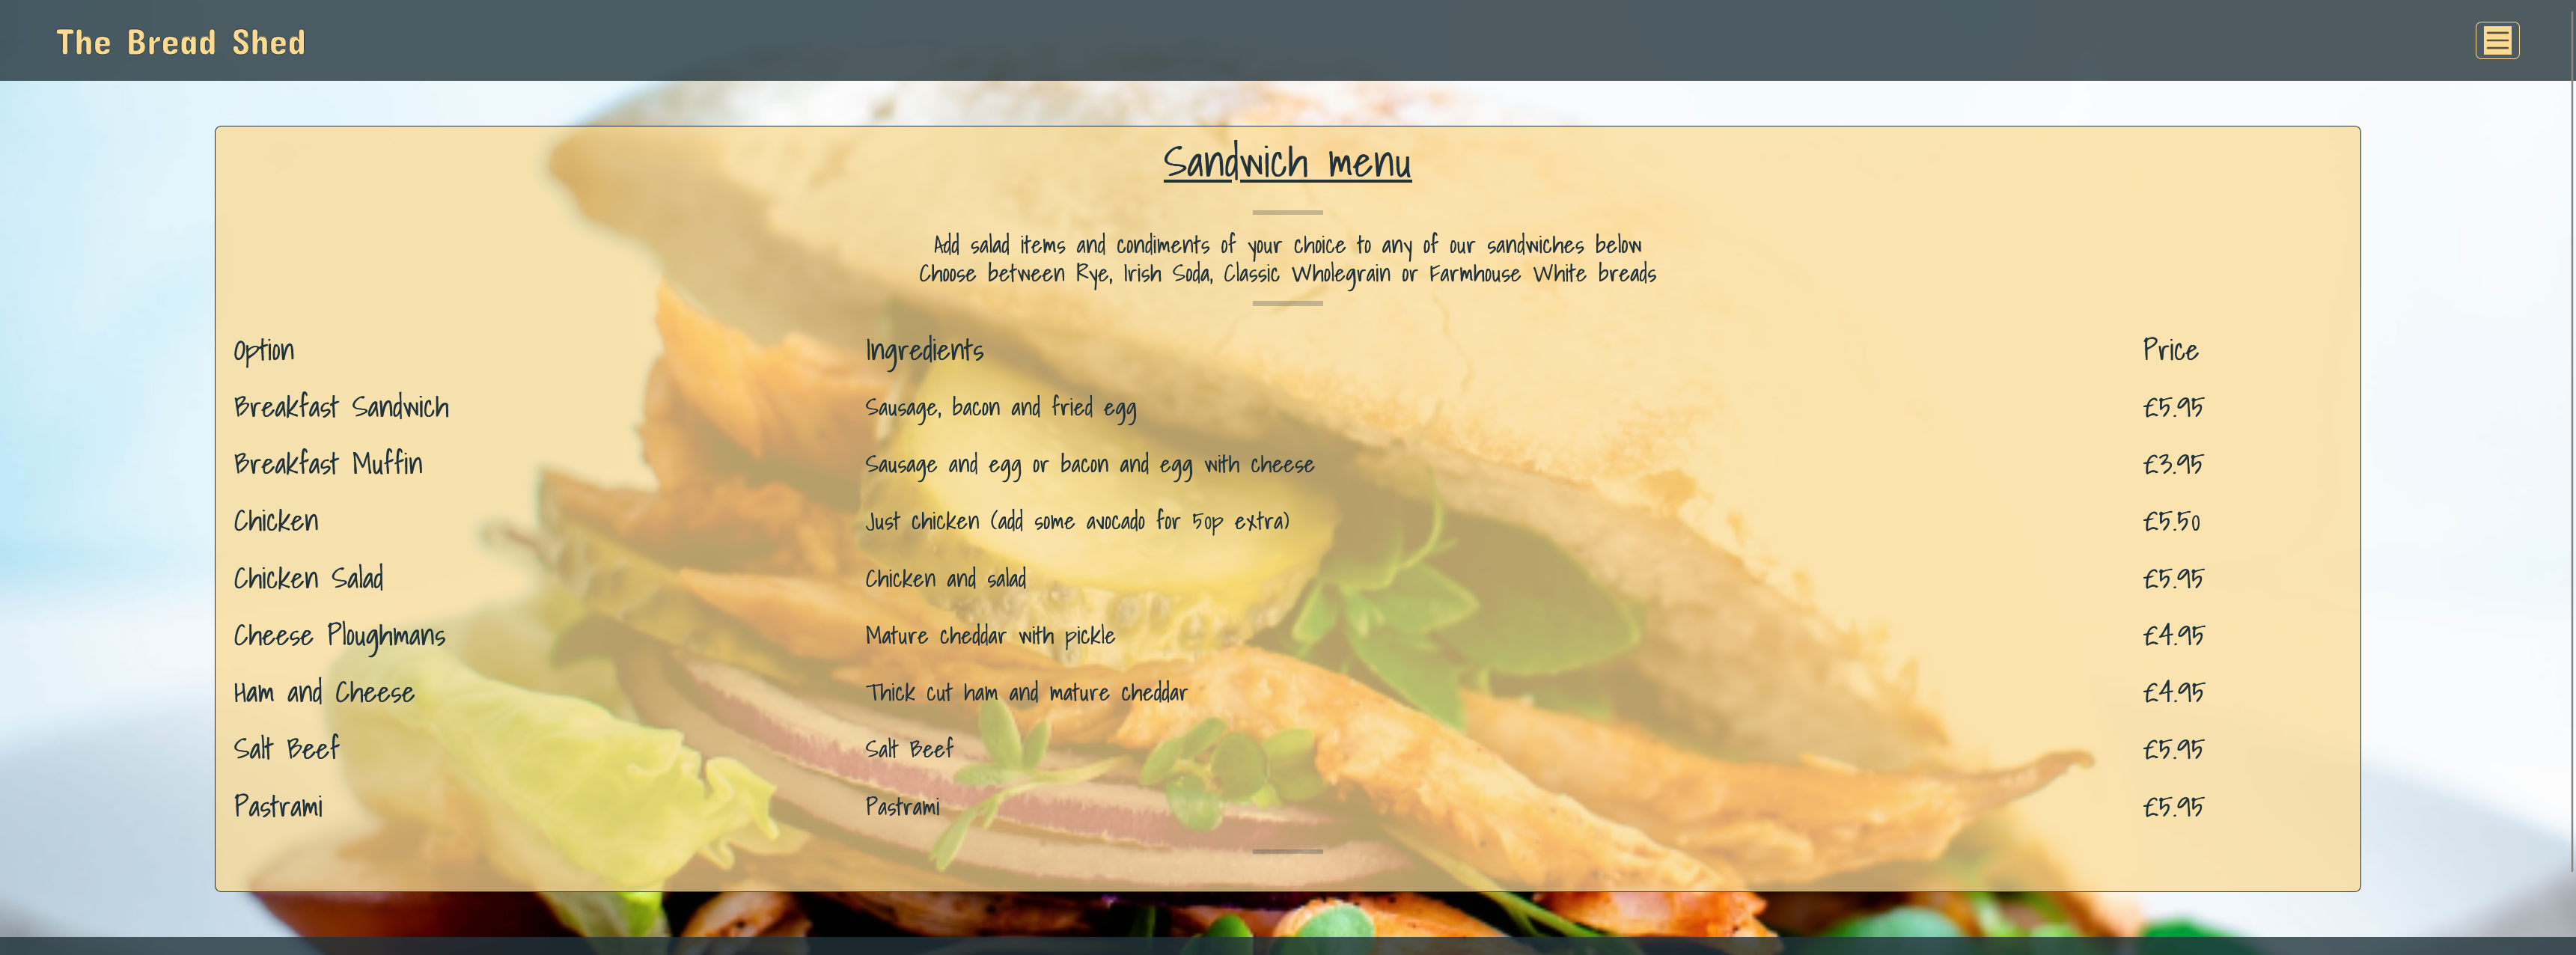 The Bread Shed
Sandwich menu
Add salad items and condiments of your choice to any of our sandwiches below
Choose between Rye, Irish Soda, Classic Wholegrain or Farmhouse White breads
Option Ingredients Price
Breakfast Sandwich Sausage, bacon and fried egg £5.95
Breakfast Muffin Sausage and egg or bacon and egg with cheese £3.95
Chicken Just chicken (add some avocado for 50p extra) £5.50
Chicken Salad Chicken and salad £5.95
Cheese Ploughmans Mature cheddar with pickle £4.95
Ham and Cheese Thick cut ham and mature cheddar £4.95
Salt Beef Salt Beef £5.95
Pastrami Pastrami £5.95